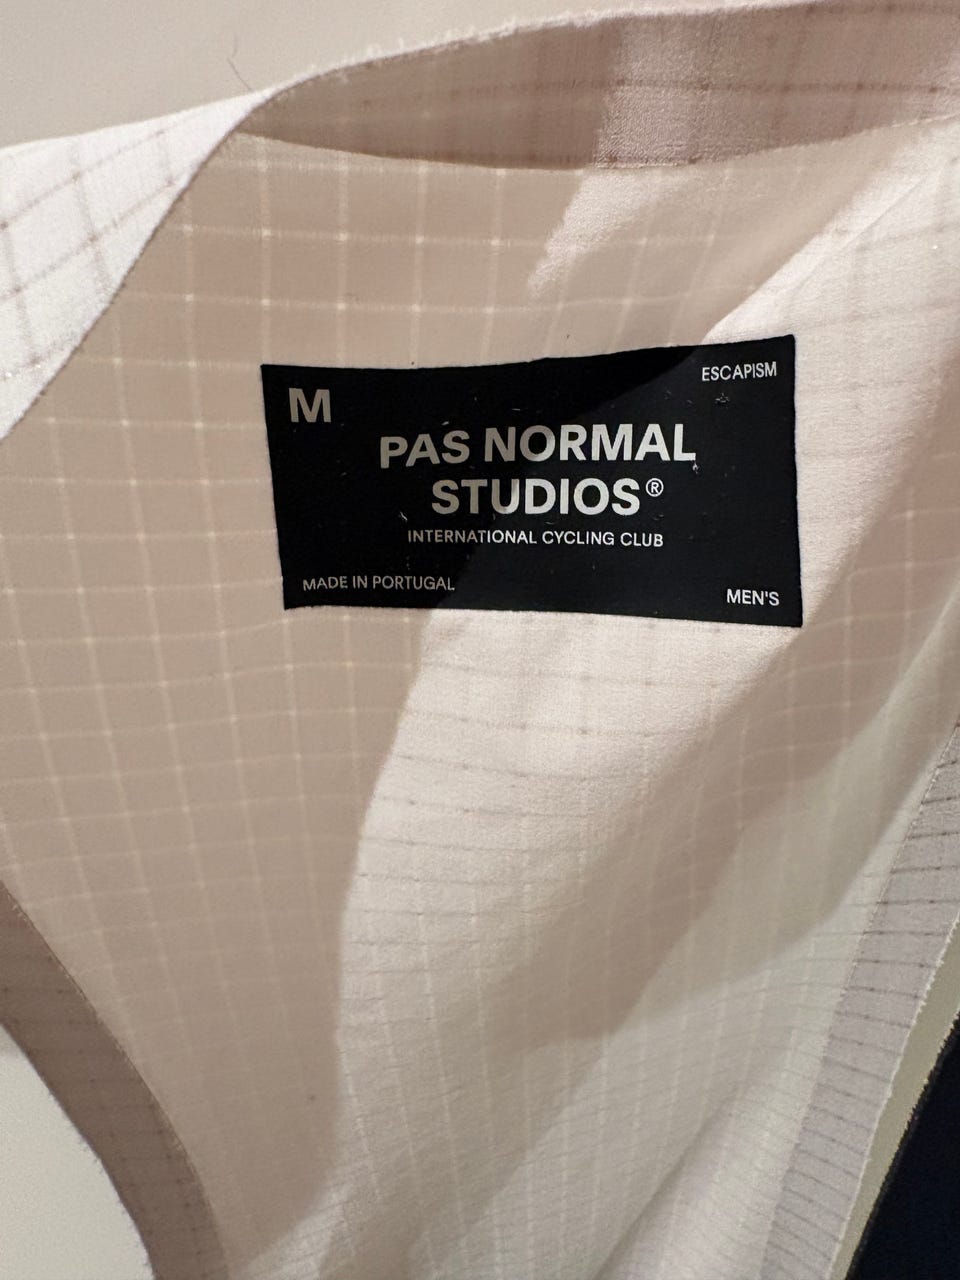 M
ESCAPISM
PAS NORMAL
STUDIOS®
INTERNATIONAL CYCLING CLUB
MADE IN PORTUGAL
MEN'S